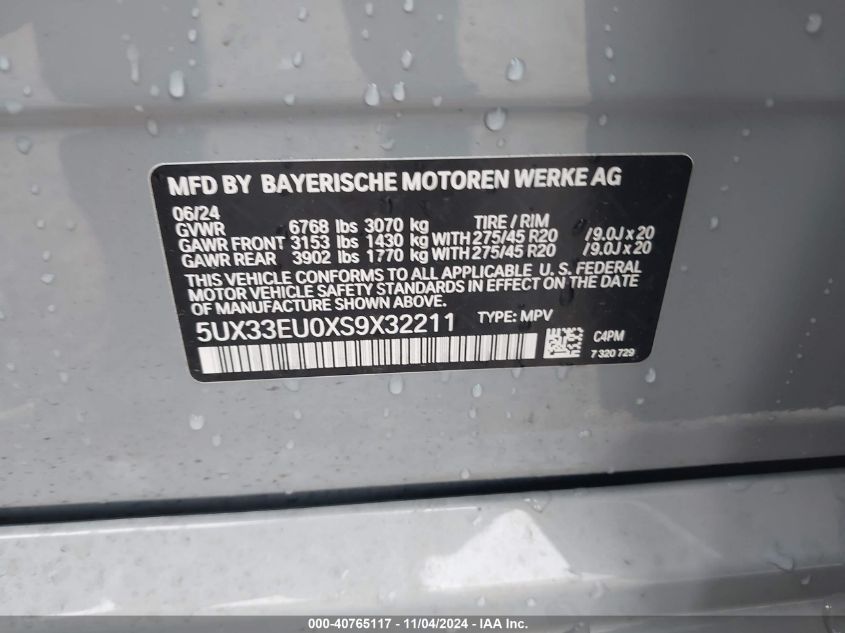 MFD BY BAYERISCHE MOTOREN WERKE AG
06/24
GVWR 6768 lbs 3070 kg TIRE / RIM
GAWR FRONT 3153 lbs 1430 kg WITH 275/45 R20 /9.0J x 20
GAWR REAR 3902 lbs 1770 kg WITH 275/45 R20 /9.0J x 20
THIS VEHICLE CONFORMS TO ALL APPLICABLE U. S. FEDERAL
MOTOR VEHICLE SAFETY STANDARDS IN EFFECT ON THE DATE
OF MANUFACTURE SHOWN ABOVE.
5UX33EU0XS9X32211 TYPE: MPV
C4PM
7 320 729
000-40765117 - 11/04/2024 - IAA Inc.